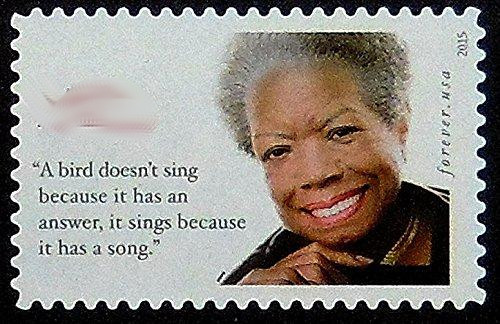 2015
forever.usa
“A bird doesn't sing
because it has an
answer, it sings because
it has a song.”